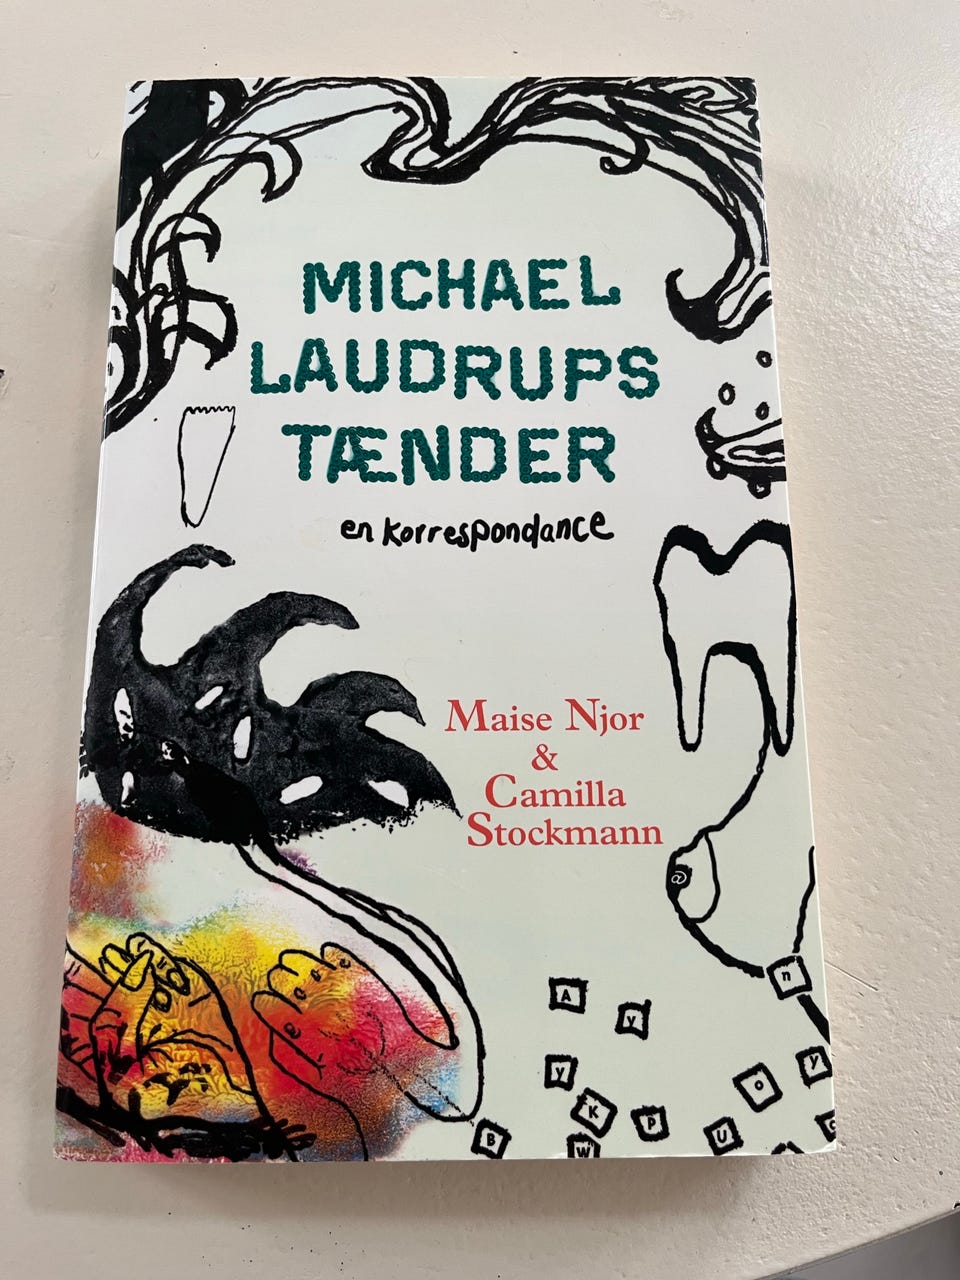 MICHAEL
LAUDRUPS
TÆNDER
en korrespondance
Maise Njor
&
Camilla
Stockmann
@
n
A
y
y
y
o
K
P
U
B
W